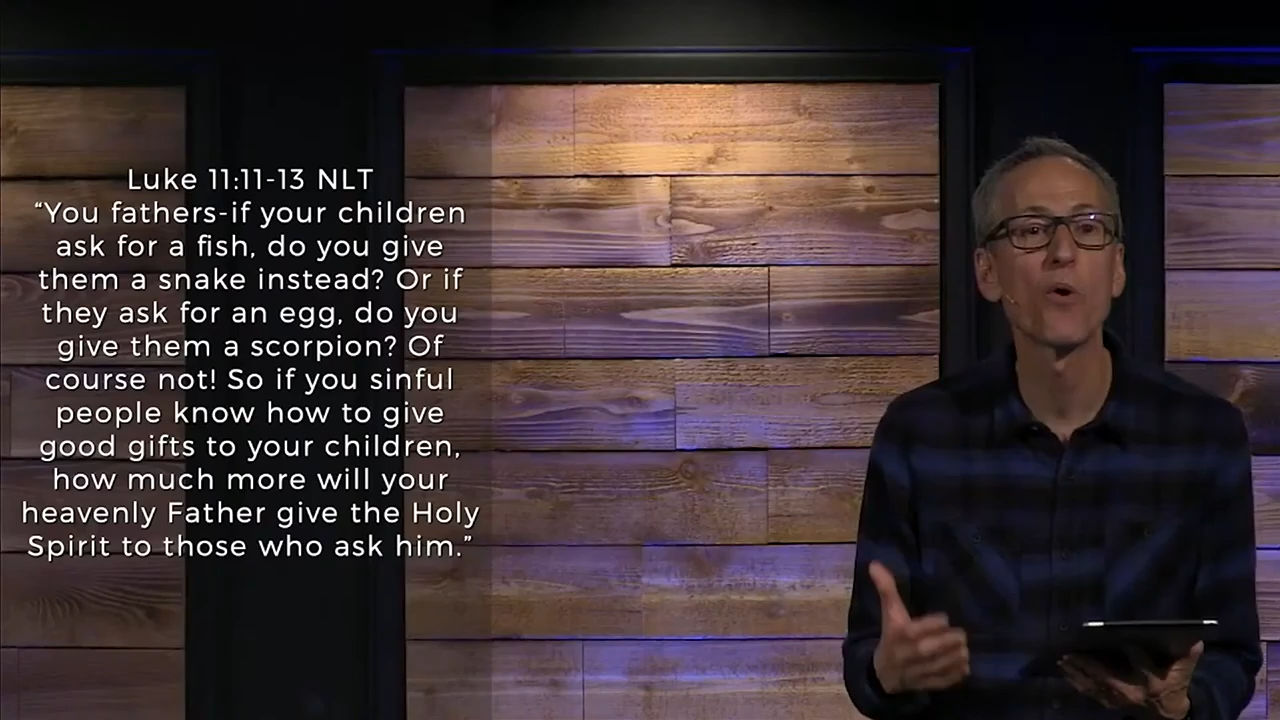 Luke 11:11-13 NLT
“You fathers-if your children
ask for a fish, do you give
them a snake instead? Or if
they ask for an egg, do you
give them a scorpion? Of
course not! So if you sinful
people know how to give
good gifts to your children,
how much more will your
heavenly Father give the Holy
Spirit to those who ask him.”